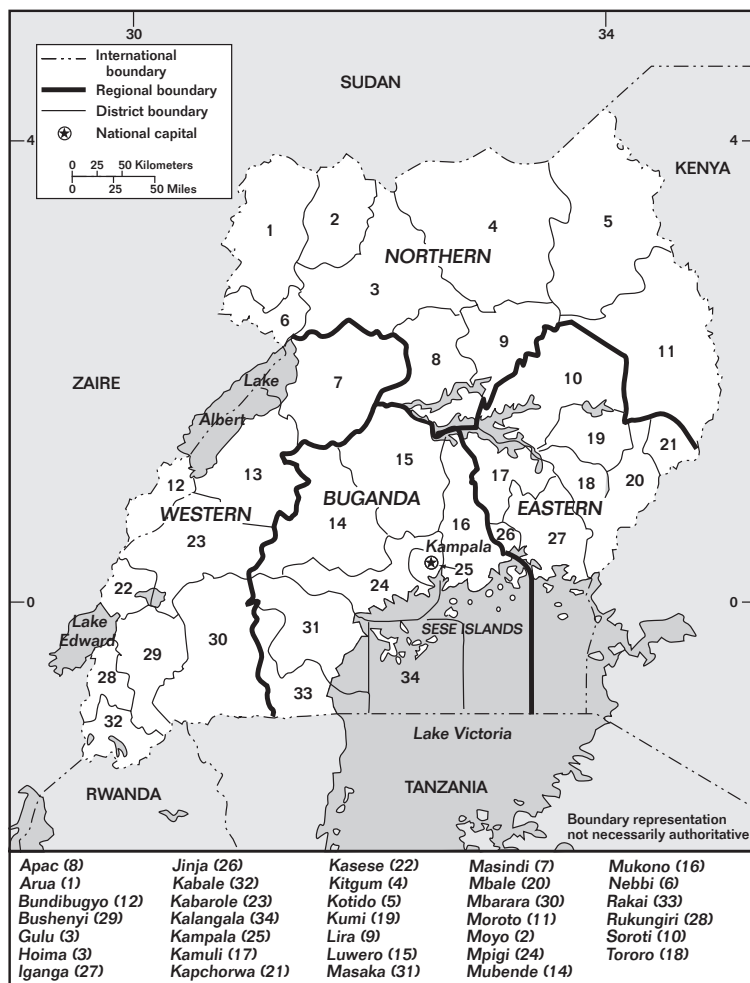 30
34
International
boundary
Regional boundary
District boundary
National capital
0 25 50 Kilometers
0 25 50 Miles
SUDAN
4
4
KENYA
1
2
4
5
NORTHERN
3
6
9
11
8
ZAIRE
7
10
Lake
Albert
19
21
15
13
17
20
12
18
BUGANDA
EASTERN
WESTERN
14
16
23
26
27
Kampala
25
24
22
0
0
Lake
Edward
SESE ISLANDS
31
30
29
34
28
33
32
Lake Victoria
RWANDA
TANZANIA
Boundary representation
not necessarily authoritative
Apac (8)
Arua (1)
Bundibugyo (12)
Bushenyi (29)
Gulu (3)
Hoima (3)
Iganga (27)
Jinja (26)
Kabale (32)
Kabarole (23)
Kalangala (34)
Kampala (25)
Kamuli (17)
Kapchorwa (21)
Kasese (22)
Kitgum (4)
Kotido (5)
Kumi (19)
Lira (9)
Luwero (15)
Masaka (31)
Masindi (7)
Mbale (20)
Mbarara (30)
Moroto (11)
Moyo (2)
Mpigi (24)
Mubende (14)
Mukono (16)
Nebbi (6)
Rakai (33)
Rukungiri (28)
Soroti (10)
Tororo (18)